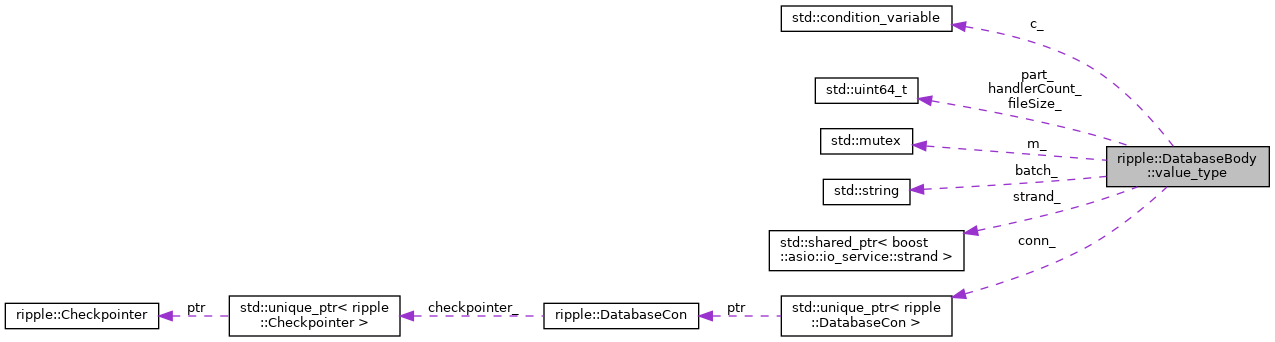 std::condition_variable
c_
std::uint64_t
part_
handlerCount_
fileSize_
std::mutex
m_
ripple::DatabaseBody
::value_type
std::string
batch_
strand_
std::shared_ptr< boost
::asio::io_service::strand >
conn_
ripple::Checkpointer
ptr
std::unique_ptr< ripple
::Checkpointer >
checkpointer_
ripple::DatabaseCon
ptr
std::unique_ptr< ripple
::DatabaseCon >